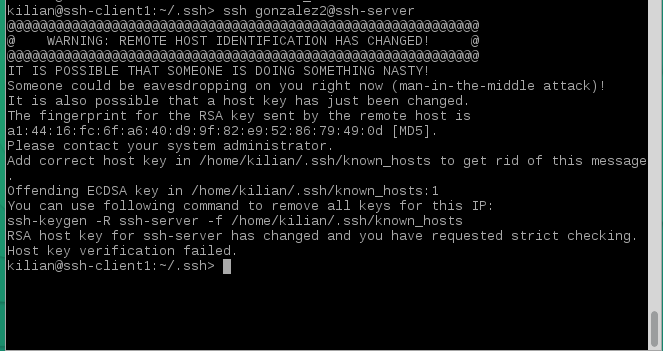 kilian@ssh-client1:~/.ssh> ssh gonzalez2@ssh-server
@@@@@@@@@@@@@@@@@@@@@@@@@@@@@@@@@@@@@@@@@@@@@@@@@@@@@@@@@@@
@    WARNING: REMOTE HOST IDENTIFICATION HAS CHANGED!     @
@@@@@@@@@@@@@@@@@@@@@@@@@@@@@@@@@@@@@@@@@@@@@@@@@@@@@@@@@@@
IT IS POSSIBLE THAT SOMEONE IS DOING SOMETHING NASTY!
Someone could be eavesdropping on you right now (man-in-the-middle attack)!
It is also possible that a host key has just been changed.
The fingerprint for the RSA key sent by the remote host is
a1:44:16:fc:6f:a6:40:d9:9f:82:e9:52:86:79:49:0d [MD5].
Please contact your system administrator.
Add correct host key in /home/kilian/.ssh/known_hosts to get rid of this message
.
Offending ECDSA key in /home/kilian/.ssh/known_hosts:1
You can use following command to remove all keys for this IP:
ssh-keygen -R ssh-server -f /home/kilian/.ssh/known_hosts
RSA host key for ssh-server has changed and you have requested strict checking.
Host key verification failed.
kilian@ssh-client1:~/.ssh>